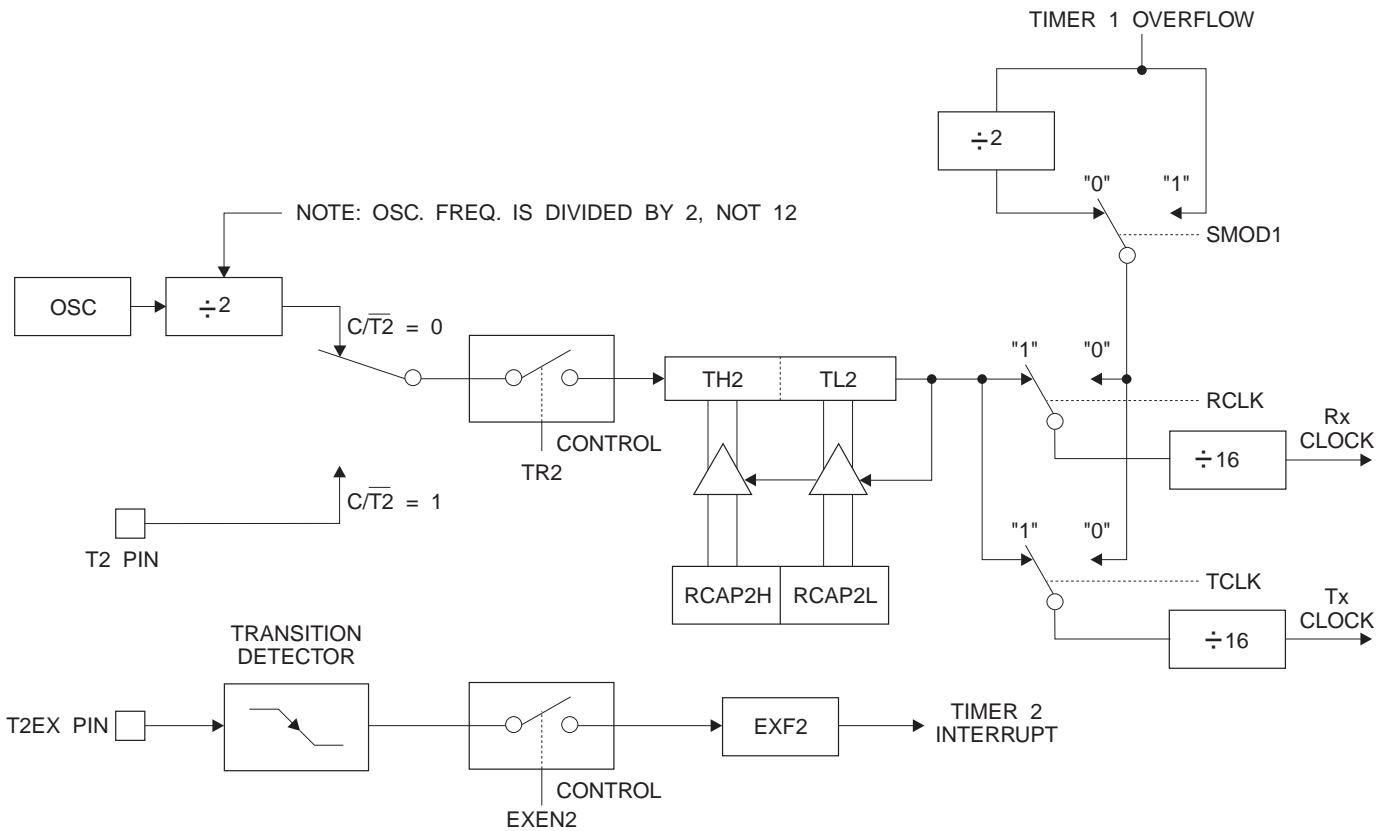 TIMER 1 OVERFLOW
÷2
"0" "1"
SMOD1
NOTE: OSC. FREQ. IS DIVIDED BY 2, NOT 12
OSC
÷2
C/T̅2̅ = 0
TH2
TL2
"1" "0"
RCLK
Rx
CLOCK
÷16
CONTROL
TR2
C/T̅2̅ = 1
T2 PIN
RCAP2H
RCAP2L
"1" "0"
TCLK
Tx
CLOCK
÷16
TRANSITION
DETECTOR
T2EX PIN
EXF2
TIMER 2
INTERRUPT
CONTROL
EXEN2